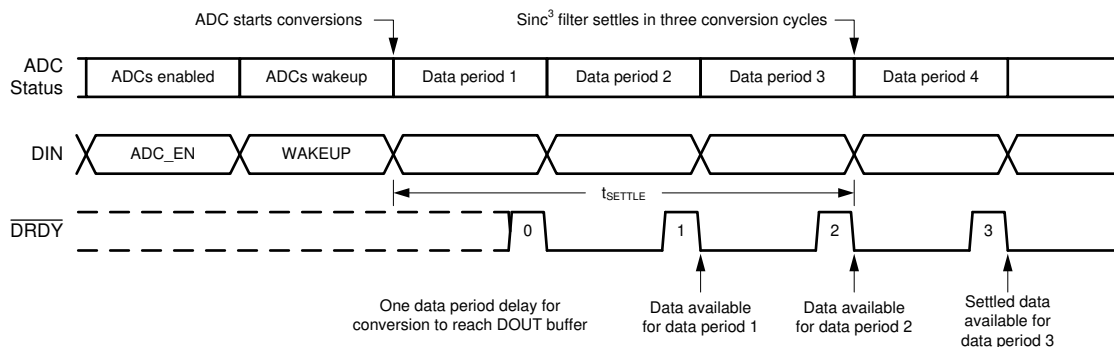 ADC starts conversions
Sinc³ filter settles in three conversion cycles
ADC
Status
ADCs enabled
ADCs wakeup
Data period 1
Data period 2
Data period 3
Data period 4
DIN
ADC_EN
WAKEUP
tSETTLE
DRDY
0
1
2
3
One data period delay for
conversion to reach DOUT buffer
Data available
for data period 1
Data available
for data period 2
Settled data
available for
data period 3